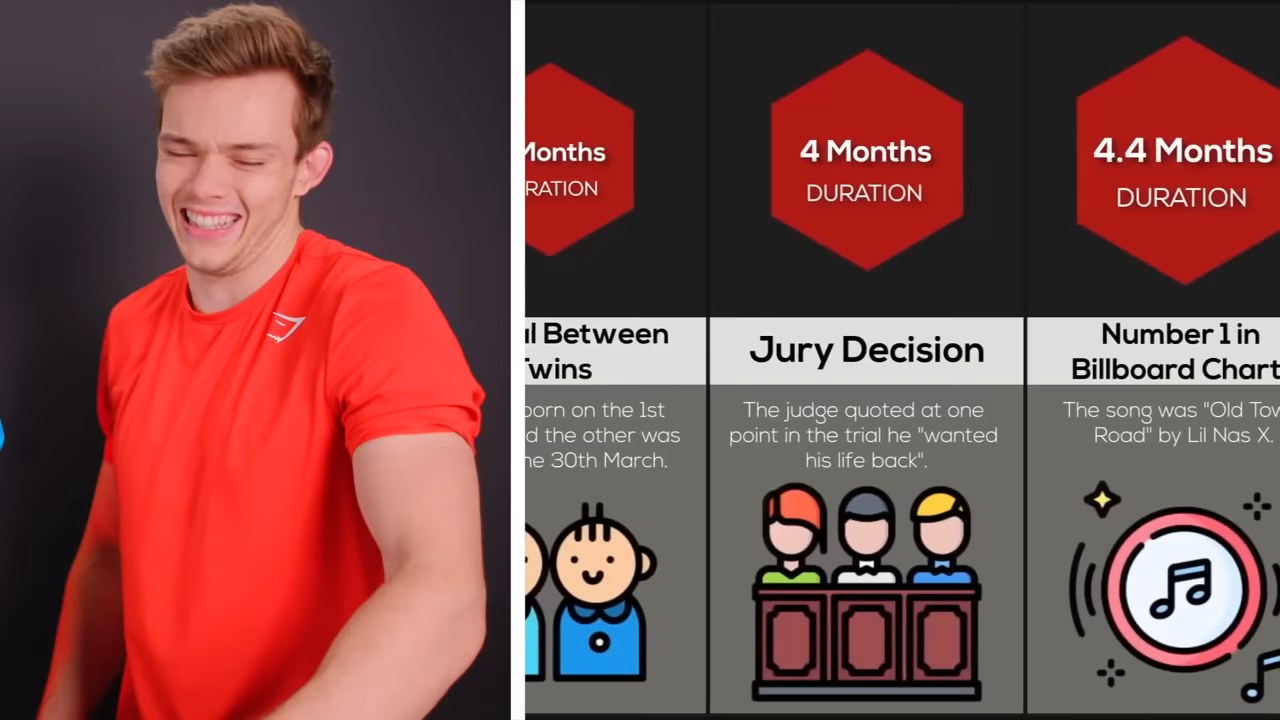 Months
RATION
4 Months
DURATION
4.4 Months
DURATION
l Between
Twins
born on the 1st
d the other was
he 30th March.
Jury Decision
The judge quoted at one
point in the trial he "wanted
his life back".
Number 1 in
Billboard Chart
The song was "Old Tow
Road" by Lil Nas X.